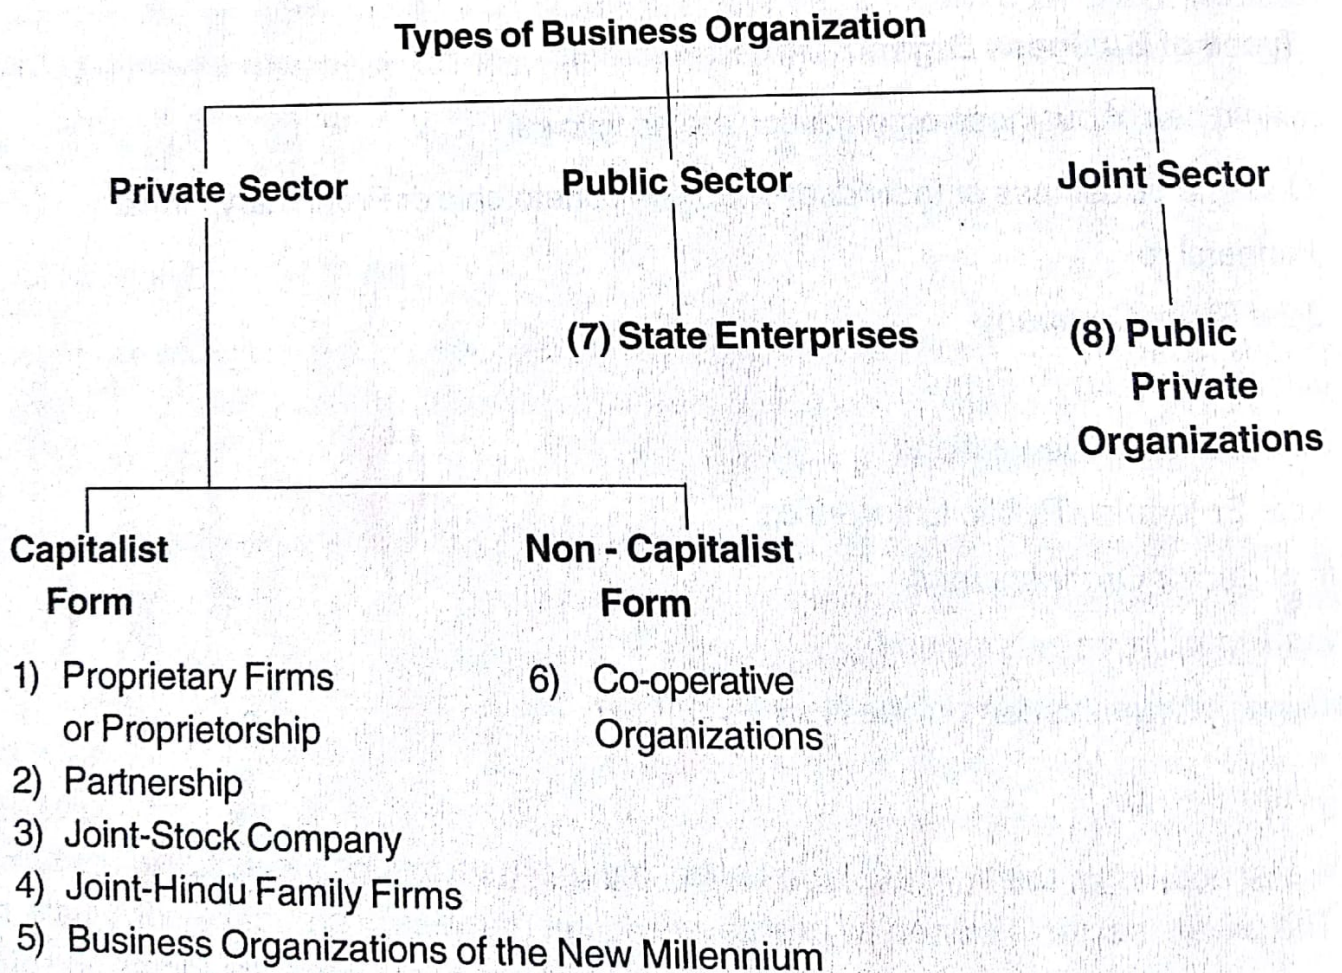 Types of Business Organization
Private Sector
Public Sector
Joint Sector
(7) State Enterprises
(8) Public
Private
Organizations
Capitalist
Form
Non - Capitalist
Form
1) Proprietary Firms
or Proprietorship
2) Partnership
3) Joint-Stock Company
4) Joint-Hindu Family Firms
5) Business Organizations of the New Millennium
6) Co-operative
Organizations